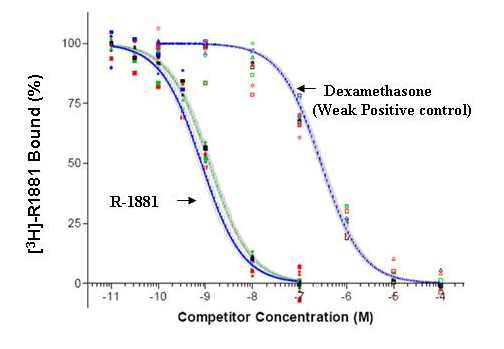 [³H]-R1881 Bound (%)
100
75
50
25
0
Dexamethasone
(Weak Positive control)
R-1881
-11 -10 -9 -8 -7 -6 -5 -4
Competitor Concentration (M)